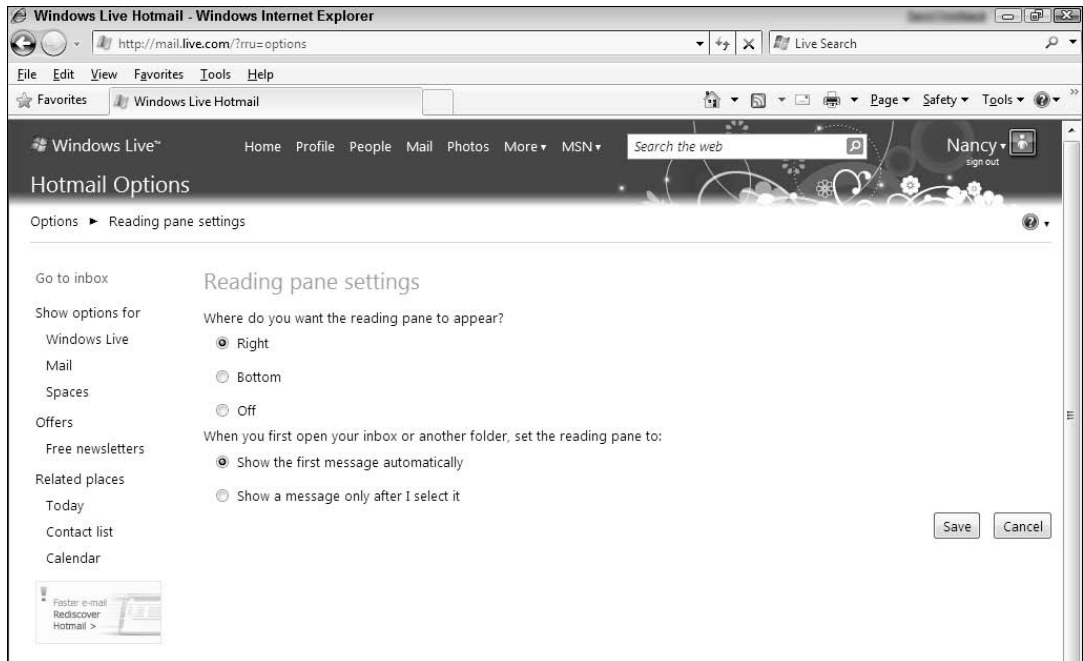 Windows Live Hotmail - Windows Internet Explorer
http://mail.live.com/?rru=options
Live Search
File Edit View Favorites Tools Help
Favorites
Windows Live Hotmail
Page Safety Tools
Windows Live™
Home Profile People Mail Photos More MSN
Search the web
Nancy
sign out
Hotmail Options
Options ► Reading pane settings
Go to inbox
Show options for
Windows Live
Mail
Spaces
Offers
Free newsletters
Related places
Today
Contact list
Calendar
Faster e-mail
Rediscover
Hotmail >
Reading pane settings
Where do you want the reading pane to appear?
Right
Bottom
Off
When you first open your inbox or another folder, set the reading pane to:
Show the first message automatically
Show a message only after I select it
Save Cancel